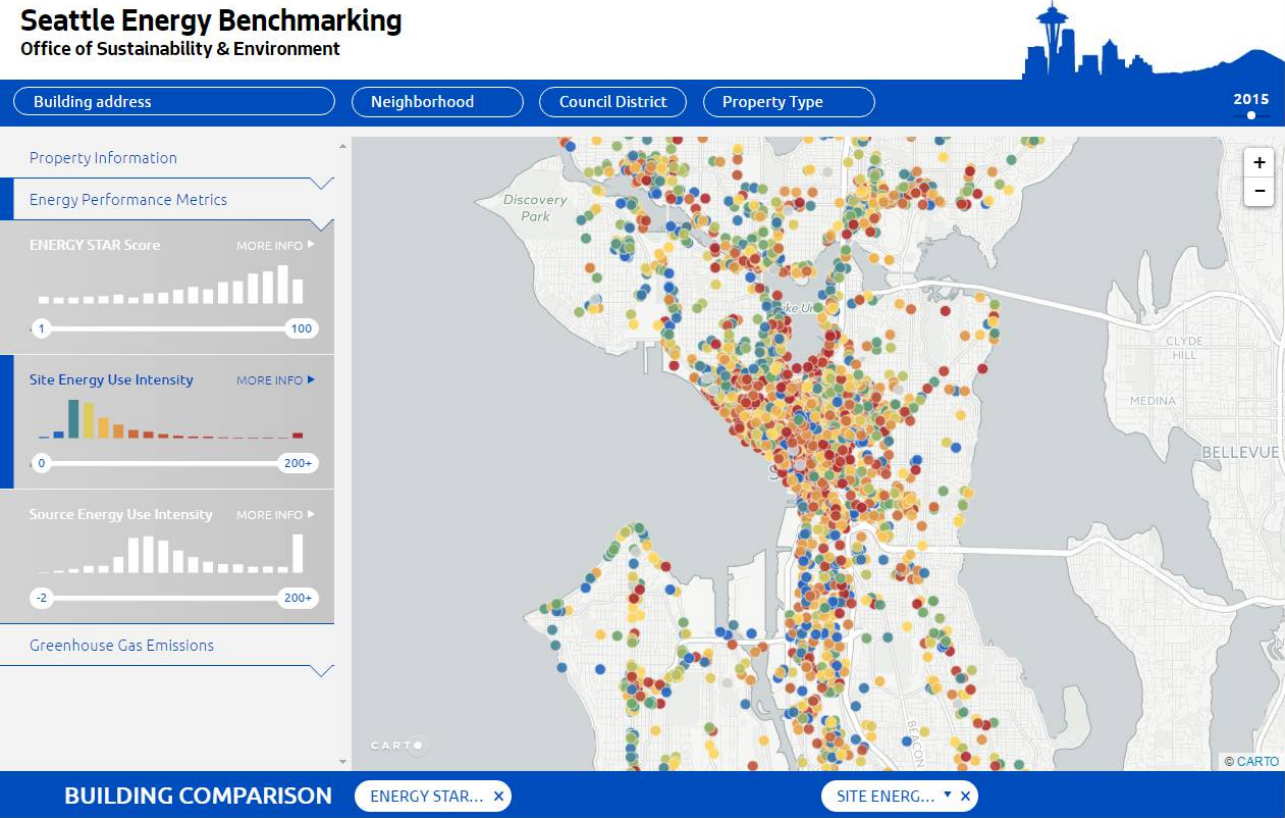 Seattle Energy Benchmarking
Office of Sustainability & Environment
Building address
Neighborhood
Council District
Property Type
2015
Property Information
Energy Performance Metrics
ENERGY STAR Score MORE INFO ▶
1 100
Site Energy Use Intensity MORE INFO ▶
0 200+
Source Energy Use Intensity MORE INFO ▶
-2 200+
Greenhouse Gas Emissions
+
−
Discovery
Park
CLYDE
HILL
MEDINA
BELLEVUE
BEACON
CARTO
© CARTO
BUILDING COMPARISON
ENERGY STAR... ×
SITE ENERG... ▼ ×